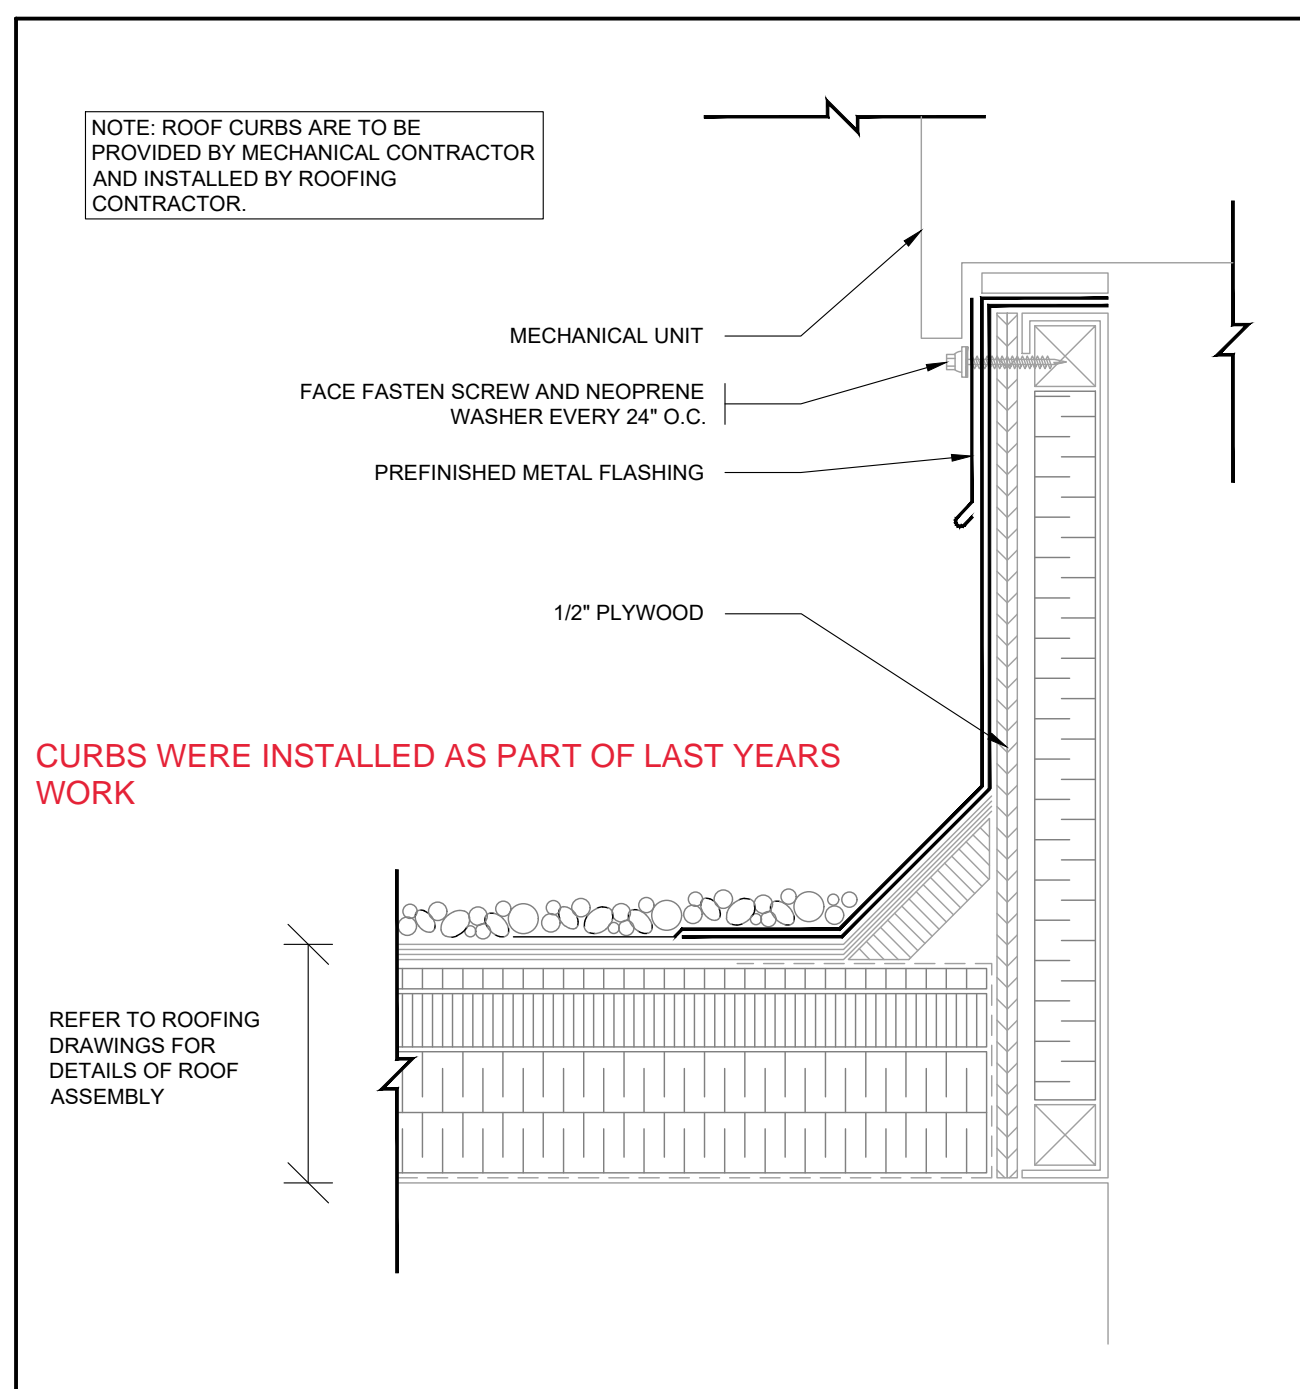 NOTE: ROOF CURBS ARE TO BE
PROVIDED BY MECHANICAL CONTRACTOR
AND INSTALLED BY ROOFING
CONTRACTOR.
MECHANICAL UNIT
FACE FASTEN SCREW AND NEOPRENE
WASHER EVERY 24" O.C.
PREFINISHED METAL FLASHING
1/2" PLYWOOD
CURBS WERE INSTALLED AS PART OF LAST YEARS
WORK
REFER TO ROOFING
DRAWINGS FOR
DETAILS OF ROOF
ASSEMBLY